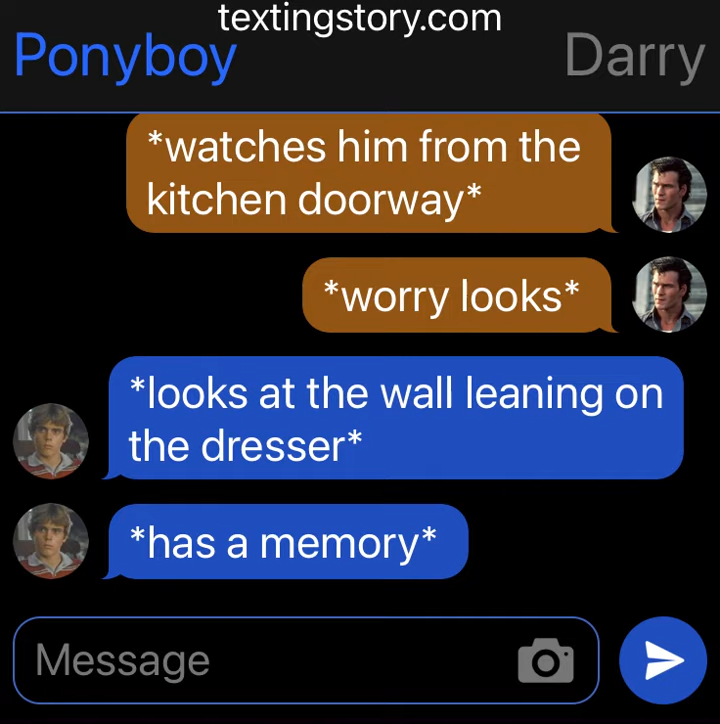 textingstory.com
Ponyboy Darry
*watches him from the
kitchen doorway*
*worry looks*
*looks at the wall leaning on
the dresser*
*has a memory*
Message